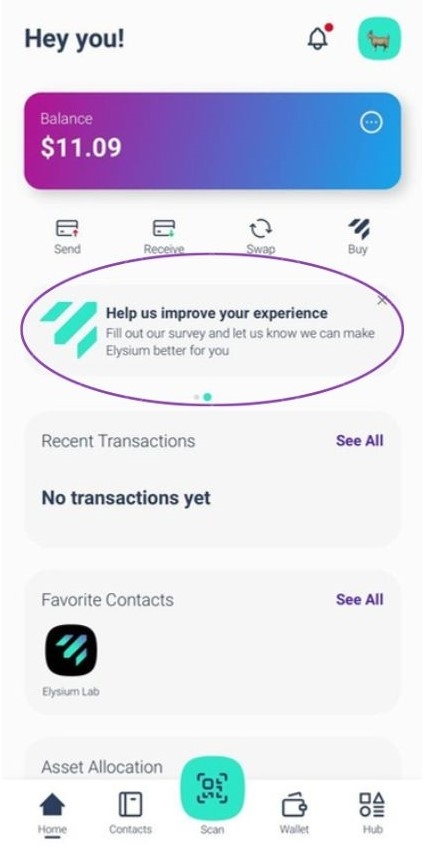 Hey you!
Balance
$11.09
Send Receive Swap Buy
Help us improve your experience
Fill out our survey and let us know we can make
Elysium better for you
Recent Transactions See All
No transactions yet
Favorite Contacts See All
Elysium Lab
Asset Allocation
Home Contacts Scan Wallet Hub